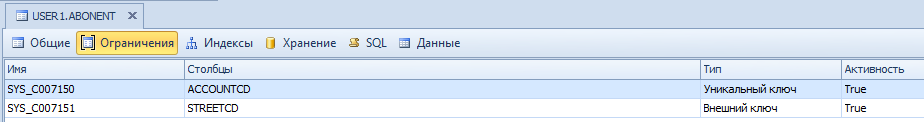 USER1.ABONENT
Общие Ограничения Индексы Хранение SQL Данные
Имя Столбцы Тип Активность
SYS_C007150 ACCOUNTCD Уникальный ключ True
SYS_C007151 STREETCD Внешний ключ True